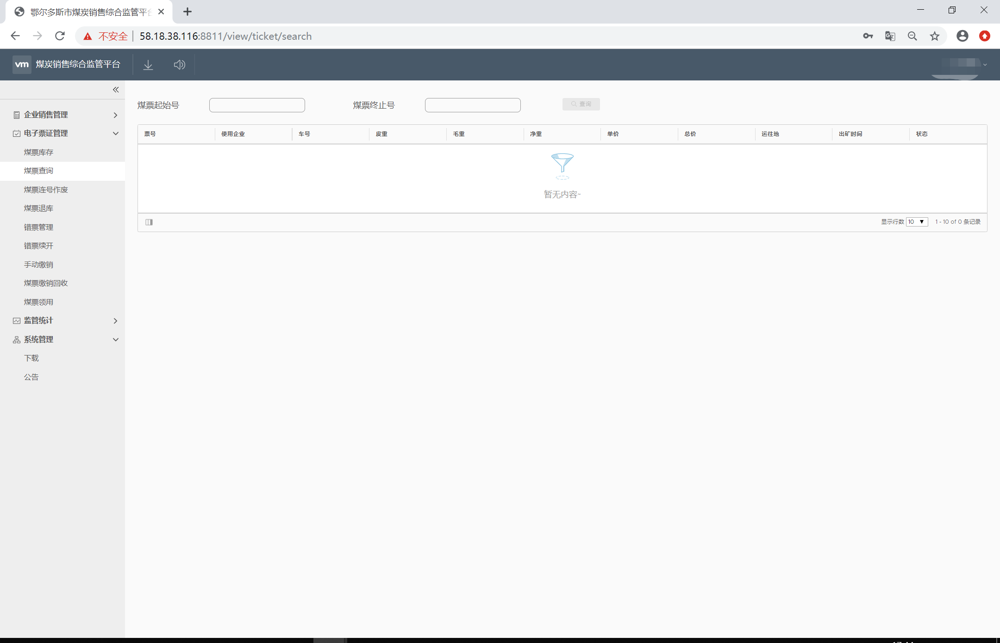 鄂尔多斯市煤炭销售综合监管平台
不安全 58.18.38.116:8811/view/ticket/search
vm 煤炭销售综合监管平台
企业销售管理
电子票证管理
煤票库存
煤票查询
煤票连号作废
煤票退库
错票管理
错票续开
手动缴销
煤票缴销回收
煤票领用
监管统计
系统管理
下载
公告
煤票起始号 煤票终止号 查询
票号 使用企业 车号 皮重 毛重 净重 单价 总价 运往地 出矿时间 状态
暂无内容~
显示行数 10 ▼ 1 - 10 of 0 条记录